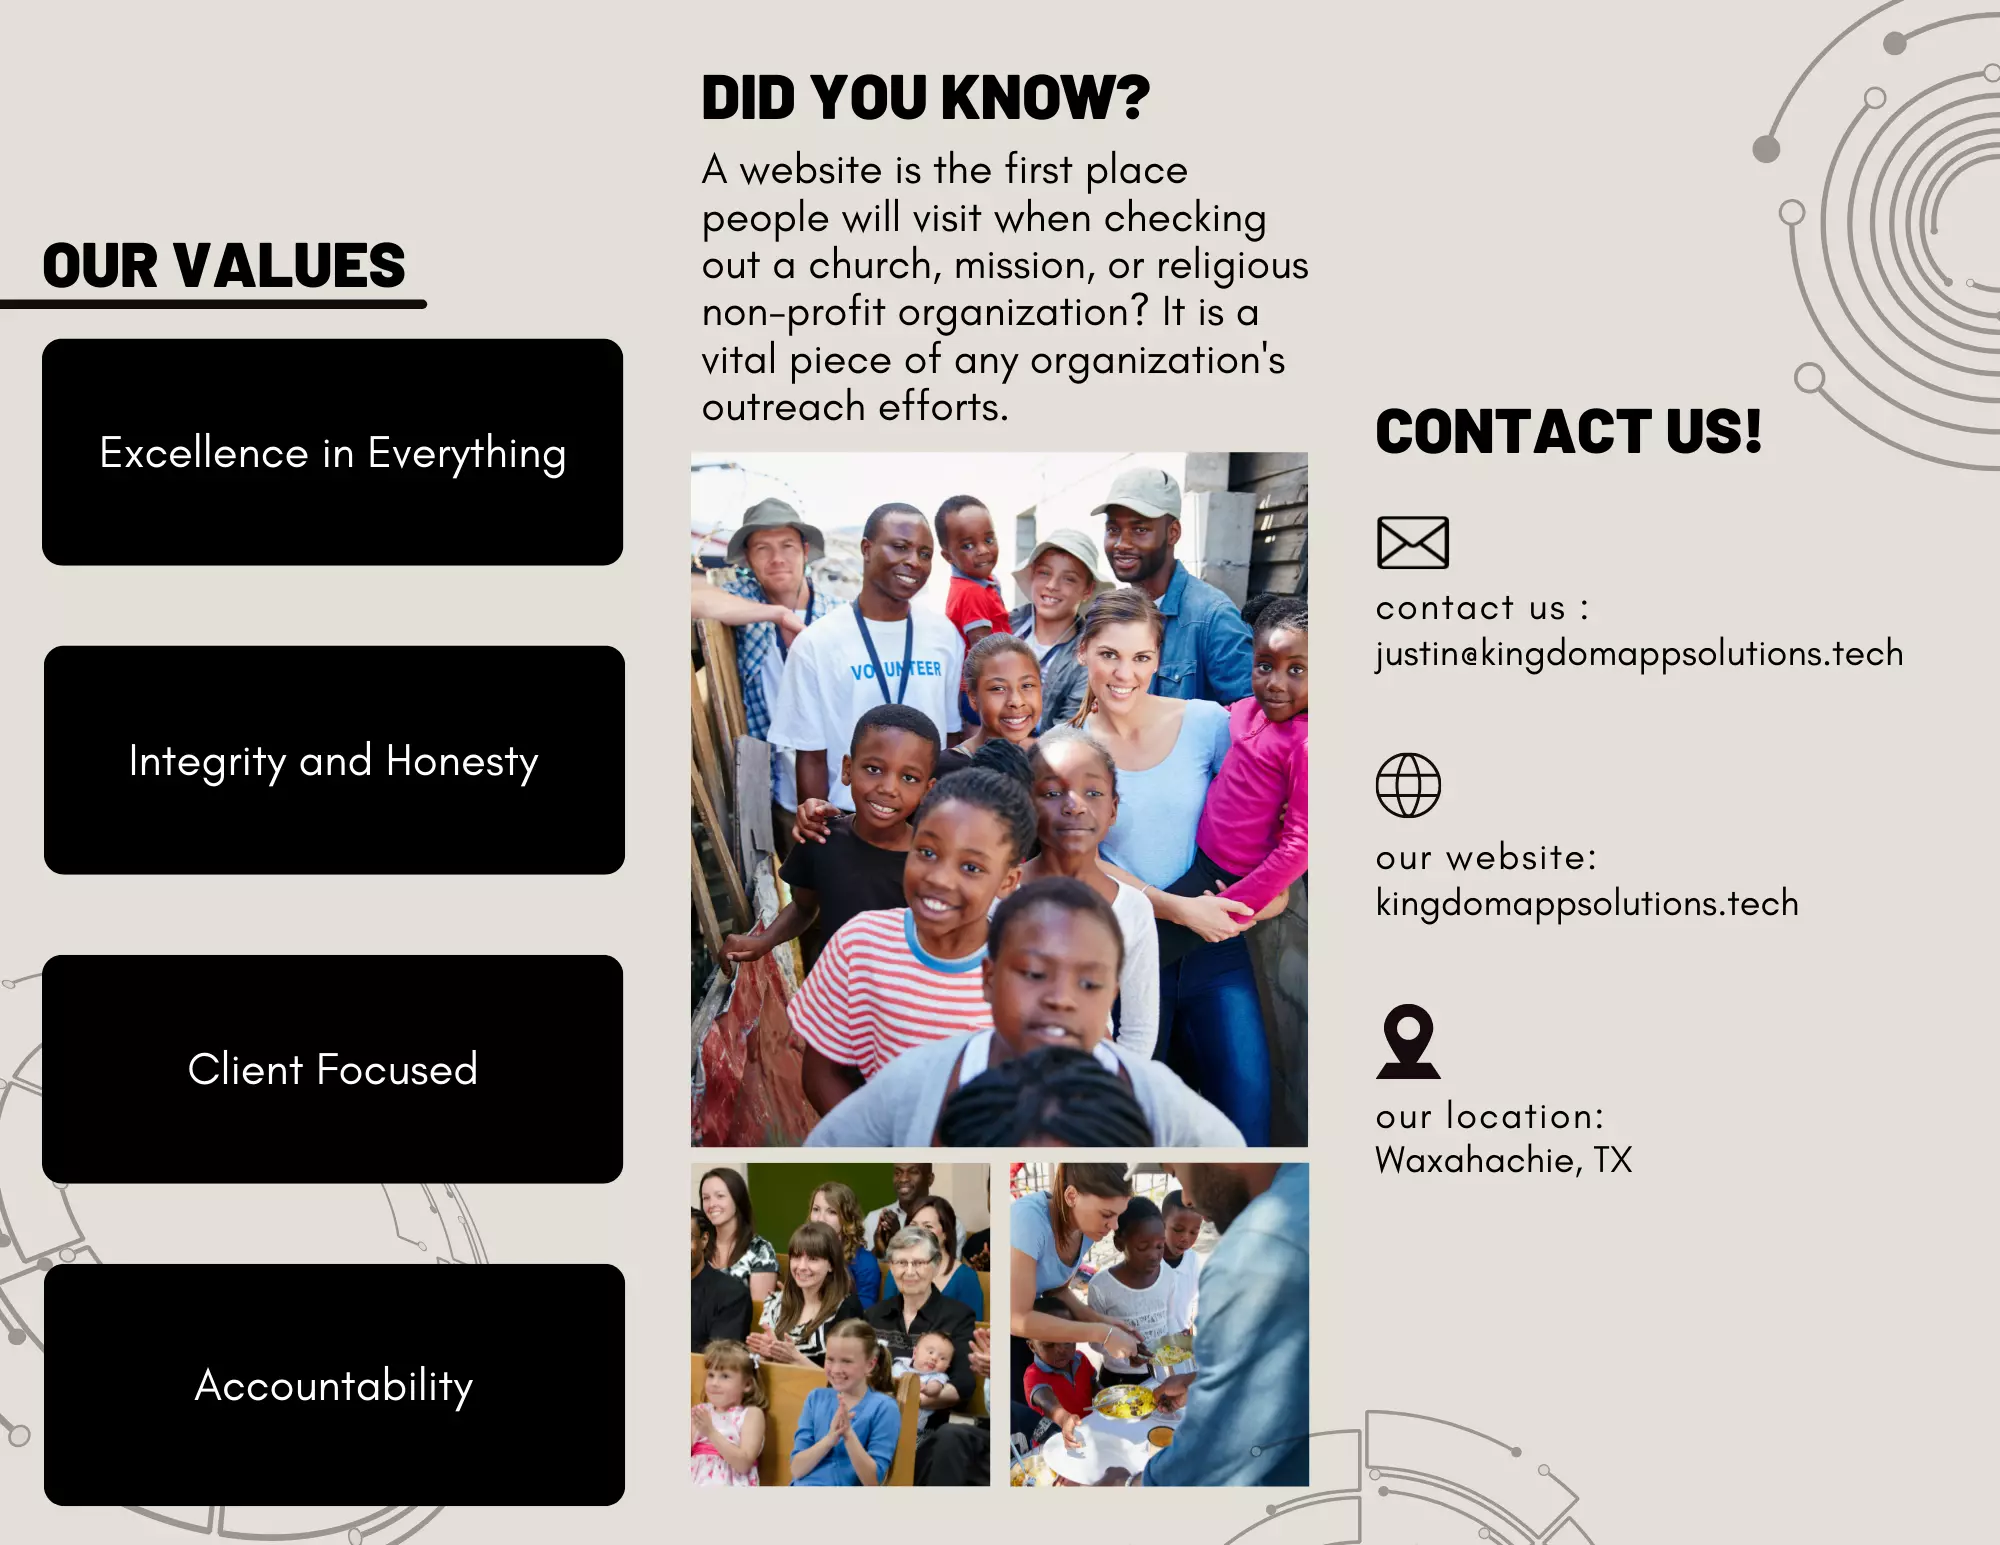 OUR VALUES
Excellence in Everything
Integrity and Honesty
Client Focused
Accountability
DID YOU KNOW?
A website is the first place
people will visit when checking
out a church, mission, or religious
non-profit organization? It is a
vital piece of any organization's
outreach efforts.
VOLUNTEER
CONTACT US!
contact us :
justin@kingdomappsolutions.tech
our website:
kingdomappsolutions.tech
our location:
Waxahachie, TX